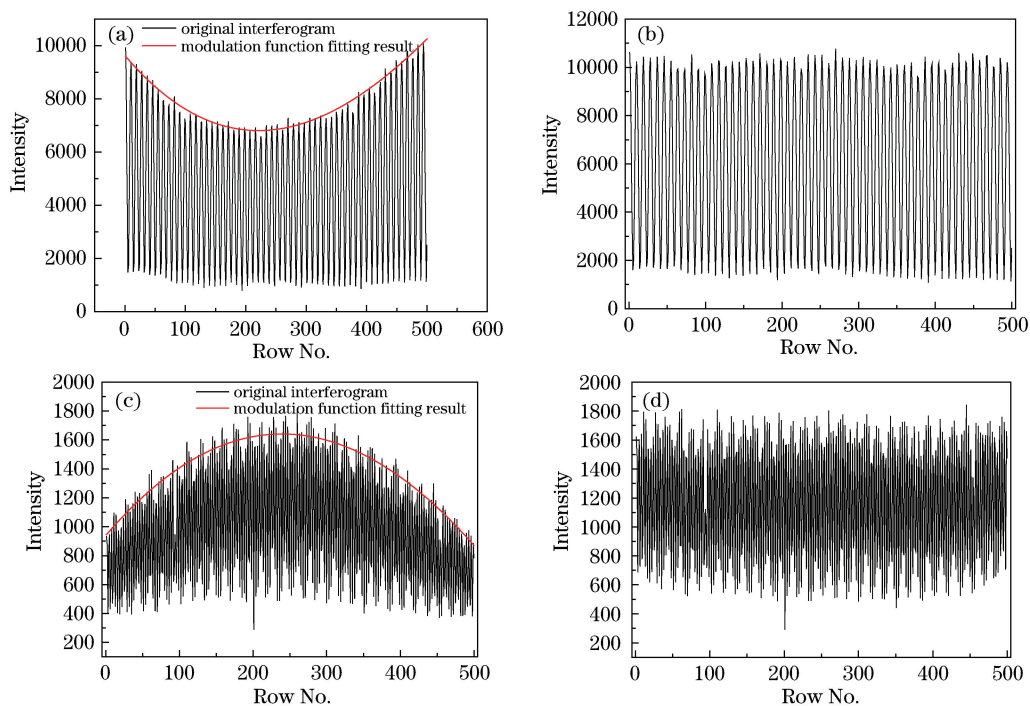 (a)
original interferogram
modulation function fitting result
10000
8000
6000
4000
2000
0
Intensity
0 100 200 300 400 500 600
Row No.
(b)
12000
10000
8000
6000
4000
2000
0
Intensity
0 100 200 300 400 500
Row No.
(c)
original interferogram
modulation function fitting result
2000
1800
1600
1400
1200
1000
800
600
400
200
Intensity
0 100 200 300 400 500
Row No.
(d)
2000
1800
1600
1400
1200
1000
800
600
400
200
Intensity
0 100 200 300 400 500
Row No.